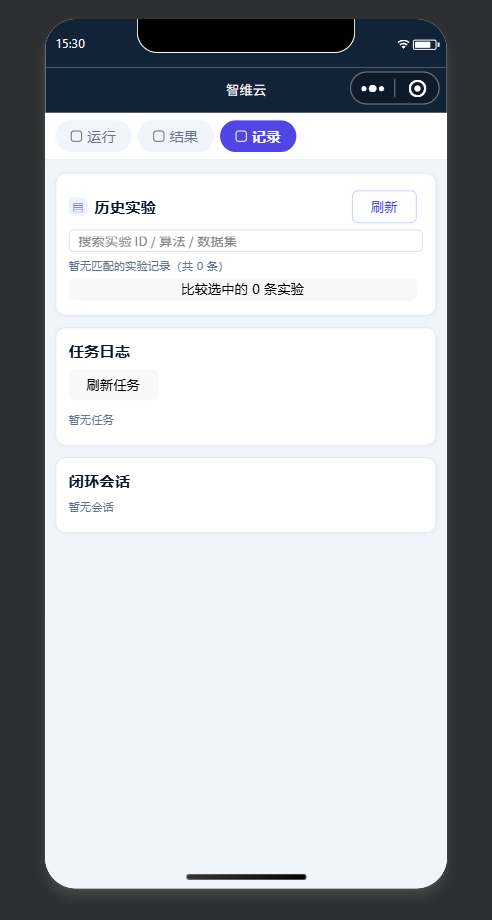 15:30
智维云
运行
结果
记录
历史实验
刷新
搜索实验 ID / 算法 / 数据集
暂无匹配的实验记录（共 0 条）
比较选中的 0 条实验
任务日志
刷新任务
暂无任务
闭环会话
暂无会话